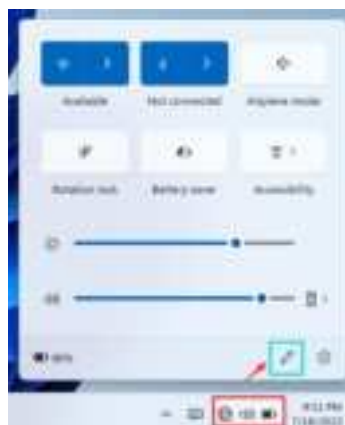 Available
Not connected
Airplane mode
Rotation lock
Battery saver
Accessibility